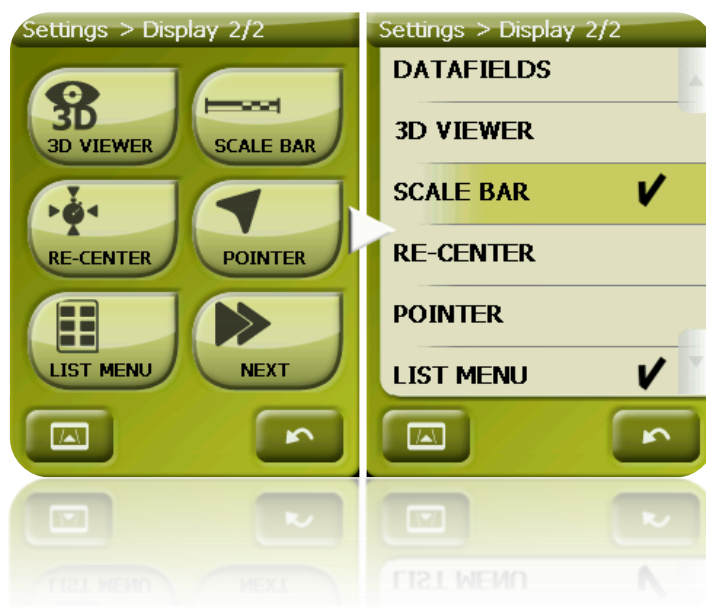 Settings > Display 2/2
3D
3D VIEWER
SCALE BAR
RE-CENTER
POINTER
LIST MENU
NEXT
Settings > Display 2/2
DATAFIELDS
3D VIEWER
SCALE BAR
RE-CENTER
POINTER
LIST MENU